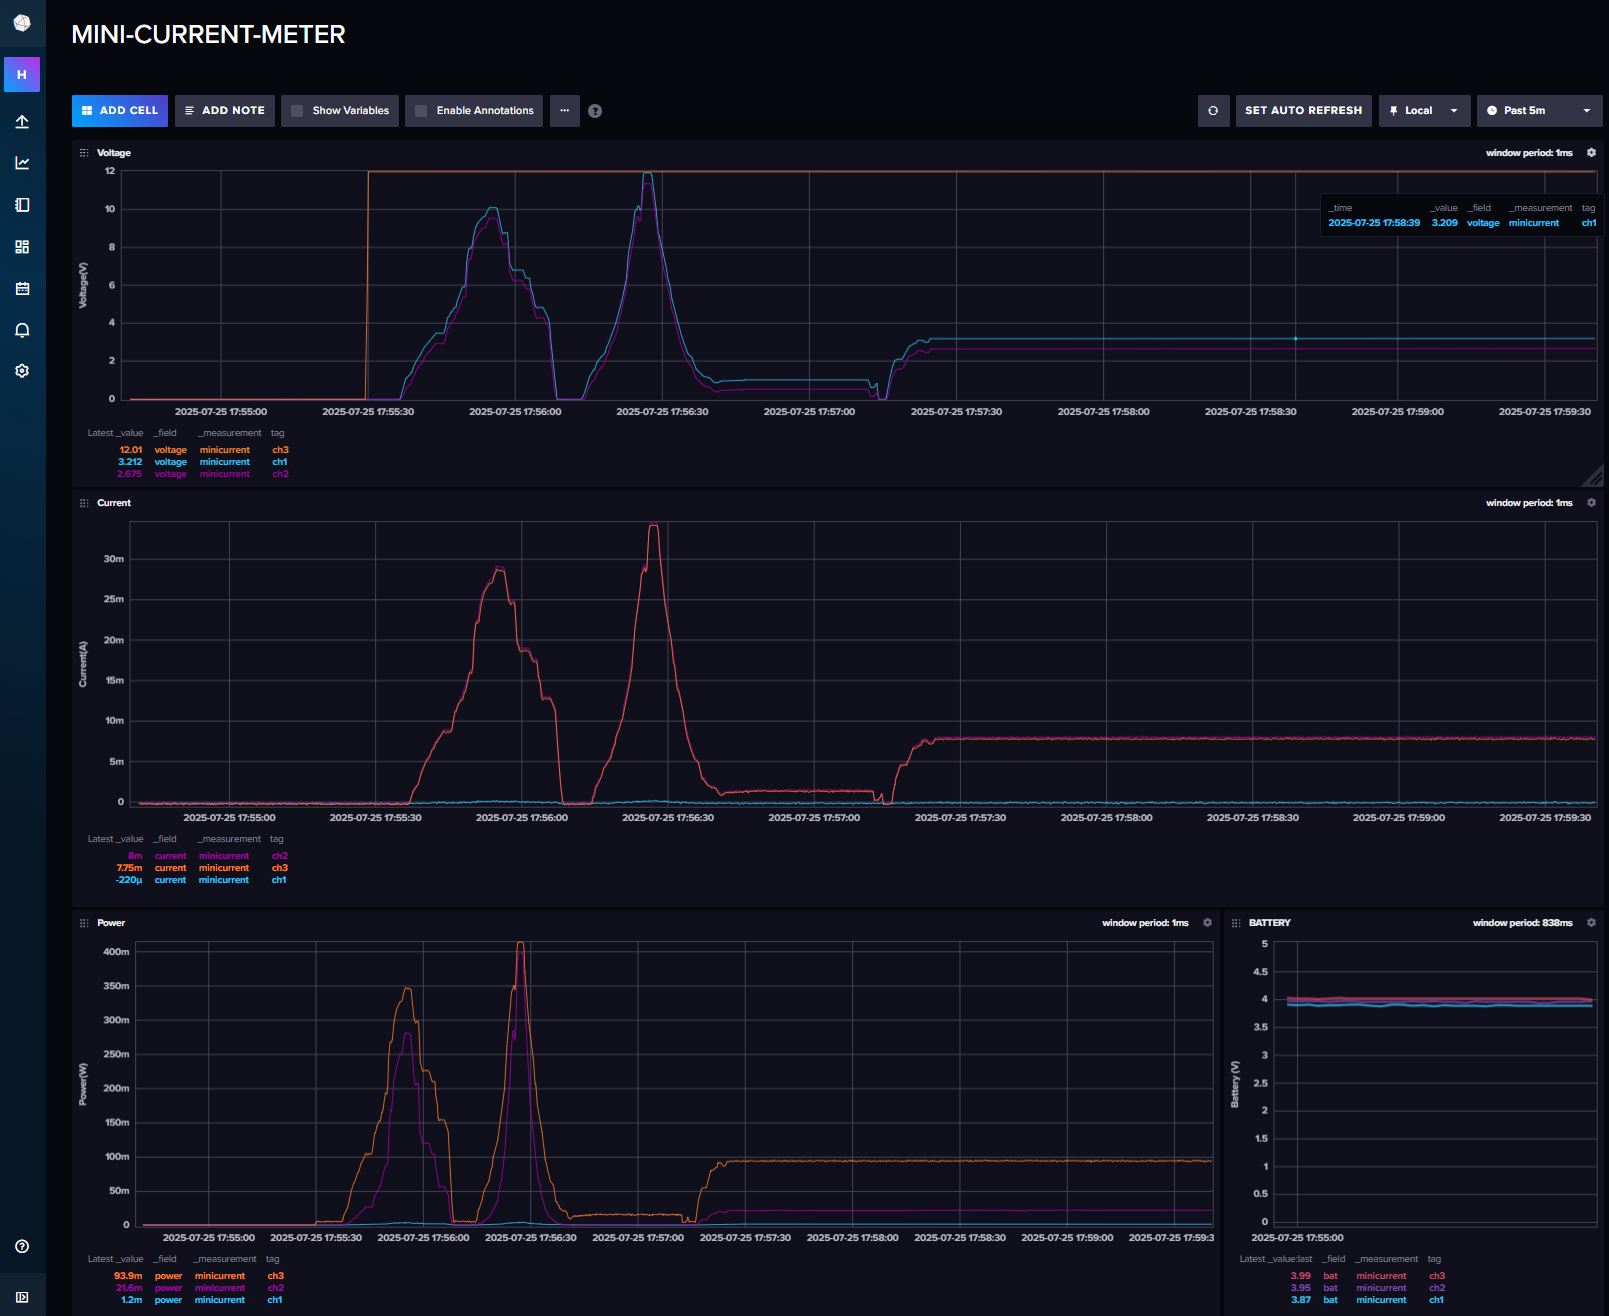 MINI-CURRENT-METER
H
ADD CELL ADD NOTE Show Variables Enable Annotations ... ? SET AUTO REFRESH Local Past 5m
Voltage window period: 1ms
12
10
8
6
4
2
0
Voltage(V)
_time _value _field _measurement tag
2025-07-25 17:58:39 3.209 voltage minicurrent ch1
2025-07-25 17:55:00 2025-07-25 17:55:30 2025-07-25 17:56:00 2025-07-25 17:56:30 2025-07-25 17:57:00 2025-07-25 17:57:30 2025-07-25 17:58:00 2025-07-25 17:58:30 2025-07-25 17:59:00 2025-07-25 17:59:30
Latest _value _field _measurement tag
12.01 voltage minicurrent ch3
3.212 voltage minicurrent ch1
2.675 voltage minicurrent ch2
Current window period: 1ms
30m
25m
20m
15m
10m
5m
0
Current(A)
2025-07-25 17:55:00 2025-07-25 17:55:30 2025-07-25 17:56:00 2025-07-25 17:56:30 2025-07-25 17:57:00 2025-07-25 17:57:30 2025-07-25 17:58:00 2025-07-25 17:58:30 2025-07-25 17:59:00 2025-07-25 17:59:30
Latest _value _field _measurement tag
8m current minicurrent ch2
7.75m current minicurrent ch3
-220µ current minicurrent ch1
Power window period: 1ms
400m
350m
300m
250m
200m
150m
100m
50m
0
Power(W)
2025-07-25 17:55:00 2025-07-25 17:55:30 2025-07-25 17:56:00 2025-07-25 17:56:30 2025-07-25 17:57:00 2025-07-25 17:57:30 2025-07-25 17:58:00 2025-07-25 17:58:30 2025-07-25 17:59:00 2025-07-25 17:59:3
Latest _value _field _measurement tag
93.9m power minicurrent ch3
21.6m power minicurrent ch2
1.2m power minicurrent ch1
BATTERY window period: 838ms
5
4.5
4
3.5
3
2.5
2
1.5
1
0.5
0
Battery (V)
2025-07-25 17:55:00
Latest _value:last _field _measurement tag
3.99 bat minicurrent ch3
3.95 bat minicurrent ch2
3.87 bat minicurrent ch1